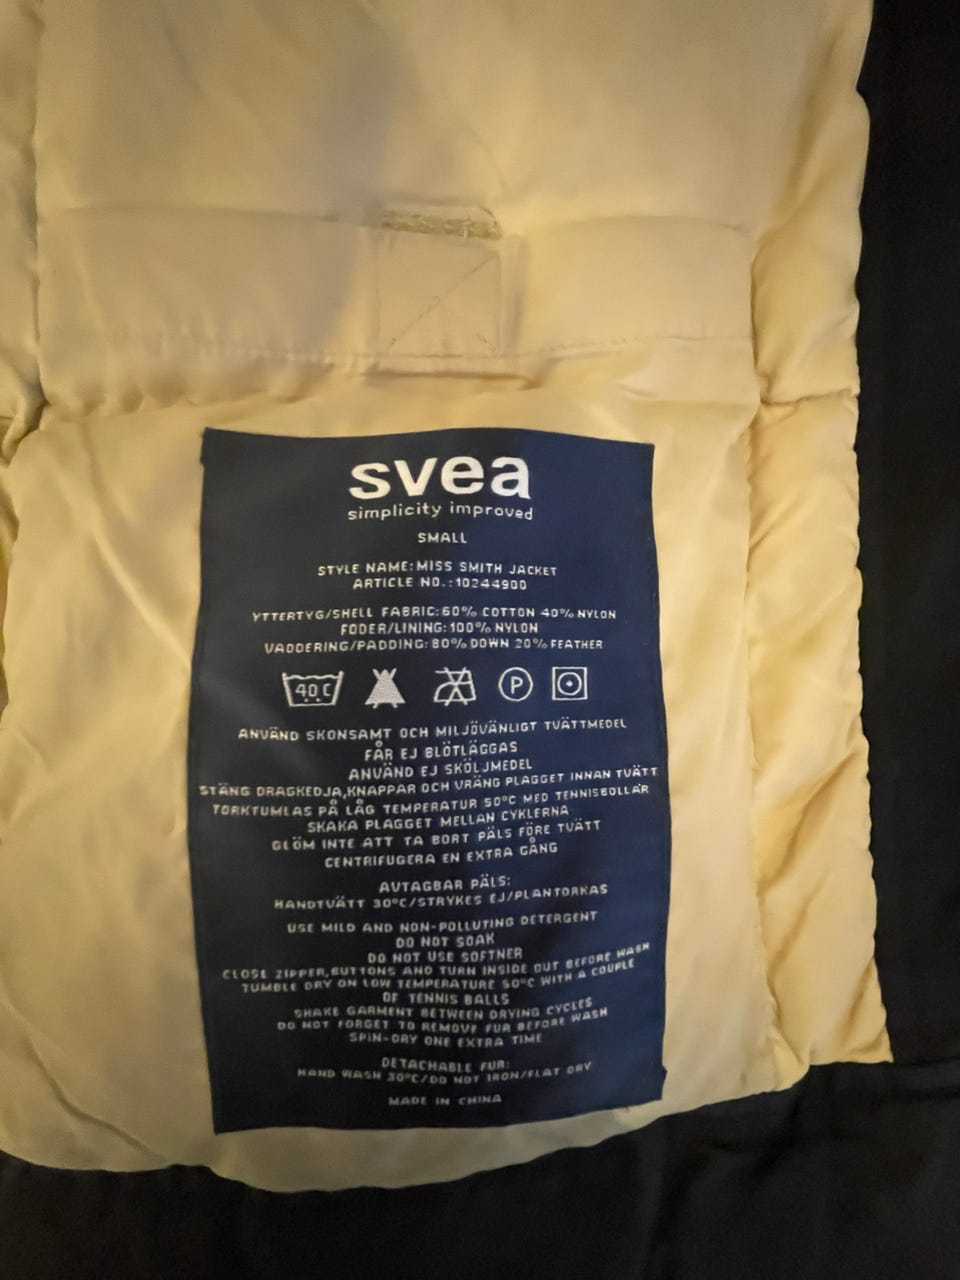 svea
simplicity improved
SMALL
STYLE NAME: MISS SMITH JACKET
ARTICLE NO.: 10244900
YTTERTYG/SHELL FABRIC: 60% COTTON 40% NYLON
FODER/LINING: 100% NYLON
VADDERING/PADDING: 80% DOWN 20% FEATHER
40 C P
ANVÄND SKONSAMT OCH MILJÖVÄNLIGT TVÄTTMEDEL
FÅR EJ BLÖTLÄGGAS
ANVÄND EJ SKÖLJMEDEL
STÄNG DRAGKEDJA, KNAPPAR OCH VRÄNG PLAGGET INNAN TVÄTT
TORKTUMLAS PÅ LÅG TEMPERATUR 50°C MED TENNISBOLLAR
SKAKA PLAGGET MELLAN CYKLERNA
GLÖM INTE ATT TA BORT PÄLS FÖRE TVÄTT
CENTRIFUGERA EN EXTRA GÅNG
AVTAGBAR PÄLS:
HANDTVÄTT 30°C/STRYKES EJ/PLANTORKAS
USE MILD AND NON-POLLUTING DETERGENT
DO NOT SOAK
DO NOT USE SOFTNER
CLOSE ZIPPER, BUTTONS AND TURN INSIDE OUT BEFORE WASH
TUMBLE DRY ON LOW TEMPERATURE 50°C WITH A COUPLE
OF TENNIS BALLS
SHAKE GARMENT BETWEEN DRYING CYCLES
DO NOT FORGET TO REMOVE FUR BEFORE WASH
SPIN-DRY ONE EXTRA TIME
DETACHABLE FUR:
HAND WASH 30°C/DO NOT IRON/FLAT DRY
MADE IN CHINA